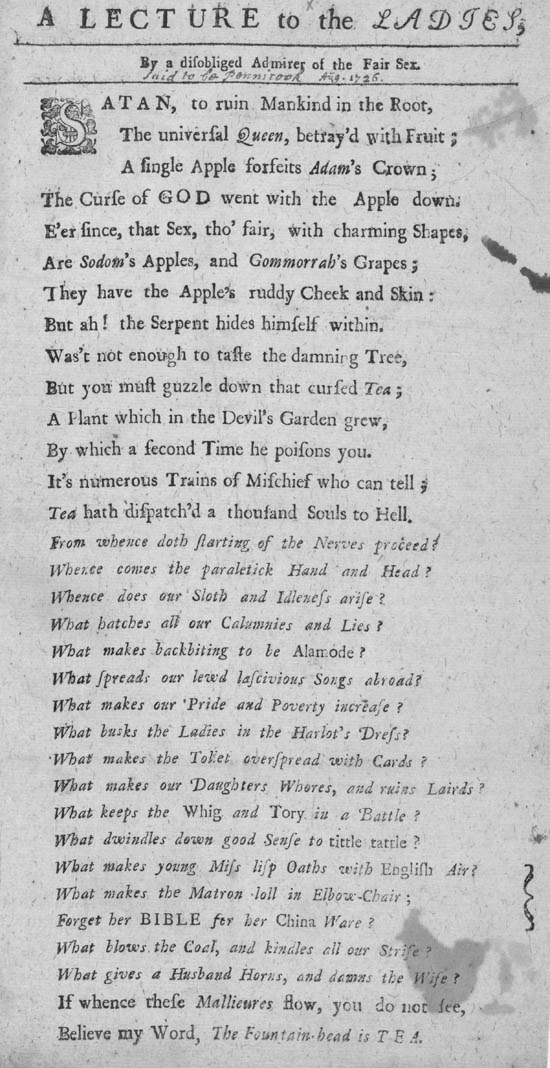 A LECTURE to the LADIES,
By a disobliged Admirer of the Fair Sex.
Said to be Pennicook Aug. 1726.
SATAN, to ruin Mankind in the Root,
The universal Queen, betray'd with Fruit;
A single Apple forfeits Adam's Crown;
The Curse of GOD went with the Apple down.
E'er since, that Sex, tho' fair, with charming Shapes,
Are Sodom's Apples, and Gommorrah's Grapes;
They have the Apple's ruddy Cheek and Skin:
But ah! the Serpent hides himself within.
Was't not enough to taste the damning Tree,
But you must guzzle down that cursed Tea;
A Plant which in the Devil's Garden grew,
By which a second Time he poisons you.
It's numerous Trains of Mischief who can tell;
Tea hath dispatch'd a thousand Souls to Hell.
From whence doth starting of the Nerves proceed?
Whence comes the paraletick Hand and Head?
Whence does our Sloth and Idleness arise?
What hatches all our Calumnies and Lies?
What makes backbiting to be Alamode?
What spreads our lewd lascivious Songs abroad?
What makes our Pride and Poverty increase?
What busks the Ladies in the Harlot's Dress?
What makes the Toilet overspread with Cards?
What makes our Daughters Whores, and ruins Lairds?
What keeps the Whig and Tory in a Battle?
What dwindles down good Sense to tittle tattle?
What makes young Miss lisp Oaths with English Air?
What makes the Matron loll in Elbow-Chair;
Forget her BIBLE for her China Ware?
What blows the Coal, and kindles all our Strife?
What gives a Husband Horns, and damns the Wife?
If whence these Mallieures flow, you do not see,
Believe my Word, The Fountain-head is TEA.